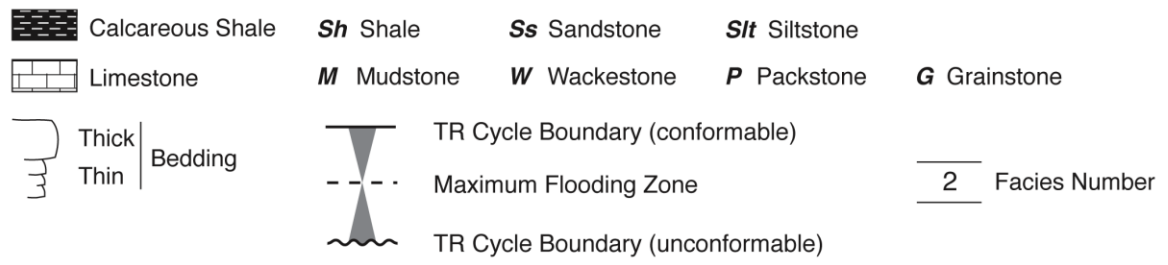 Calcareous Shale Sh Shale Ss Sandstone Slt Siltstone
Limestone M Mudstone W Wackestone P Packstone G Grainstone
Thick
Thin
Bedding
TR Cycle Boundary (conformable)
Maximum Flooding Zone
TR Cycle Boundary (unconformable)
2 Facies Number